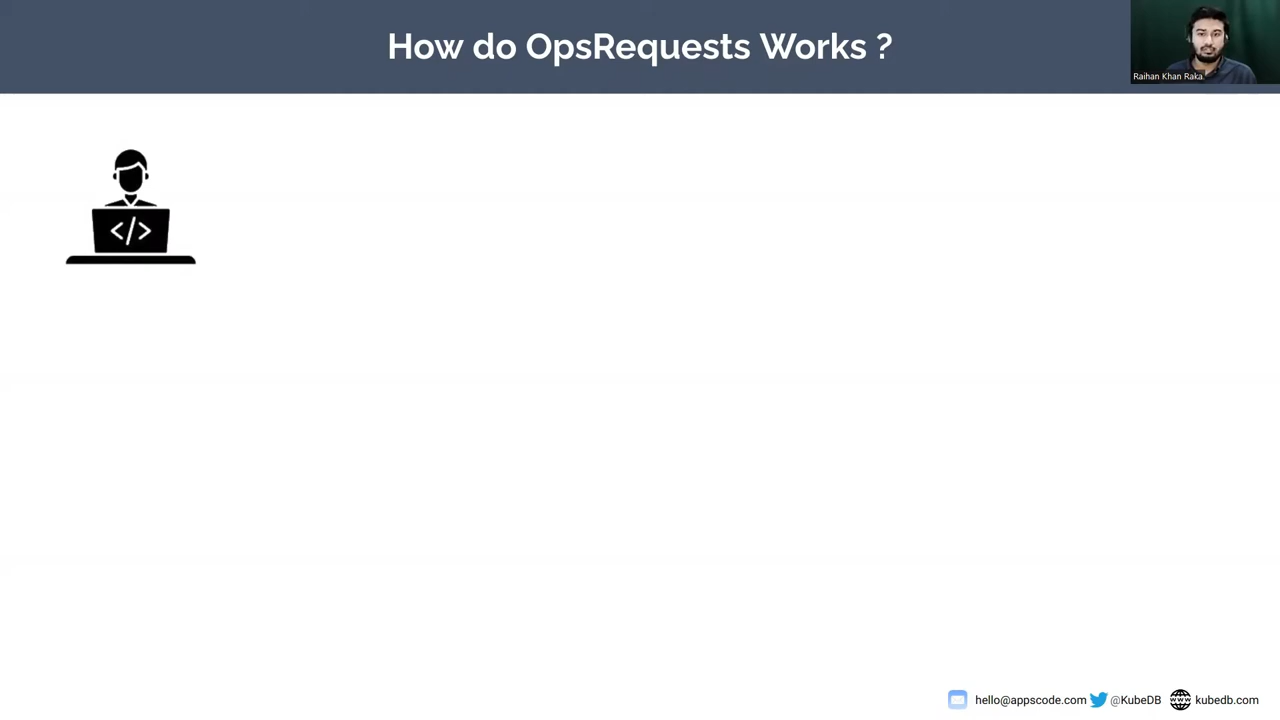 How do OpsRequests Works ?
Raihan Khan Raka
</>
hello@appscode.com @KubeDB kubedb.com